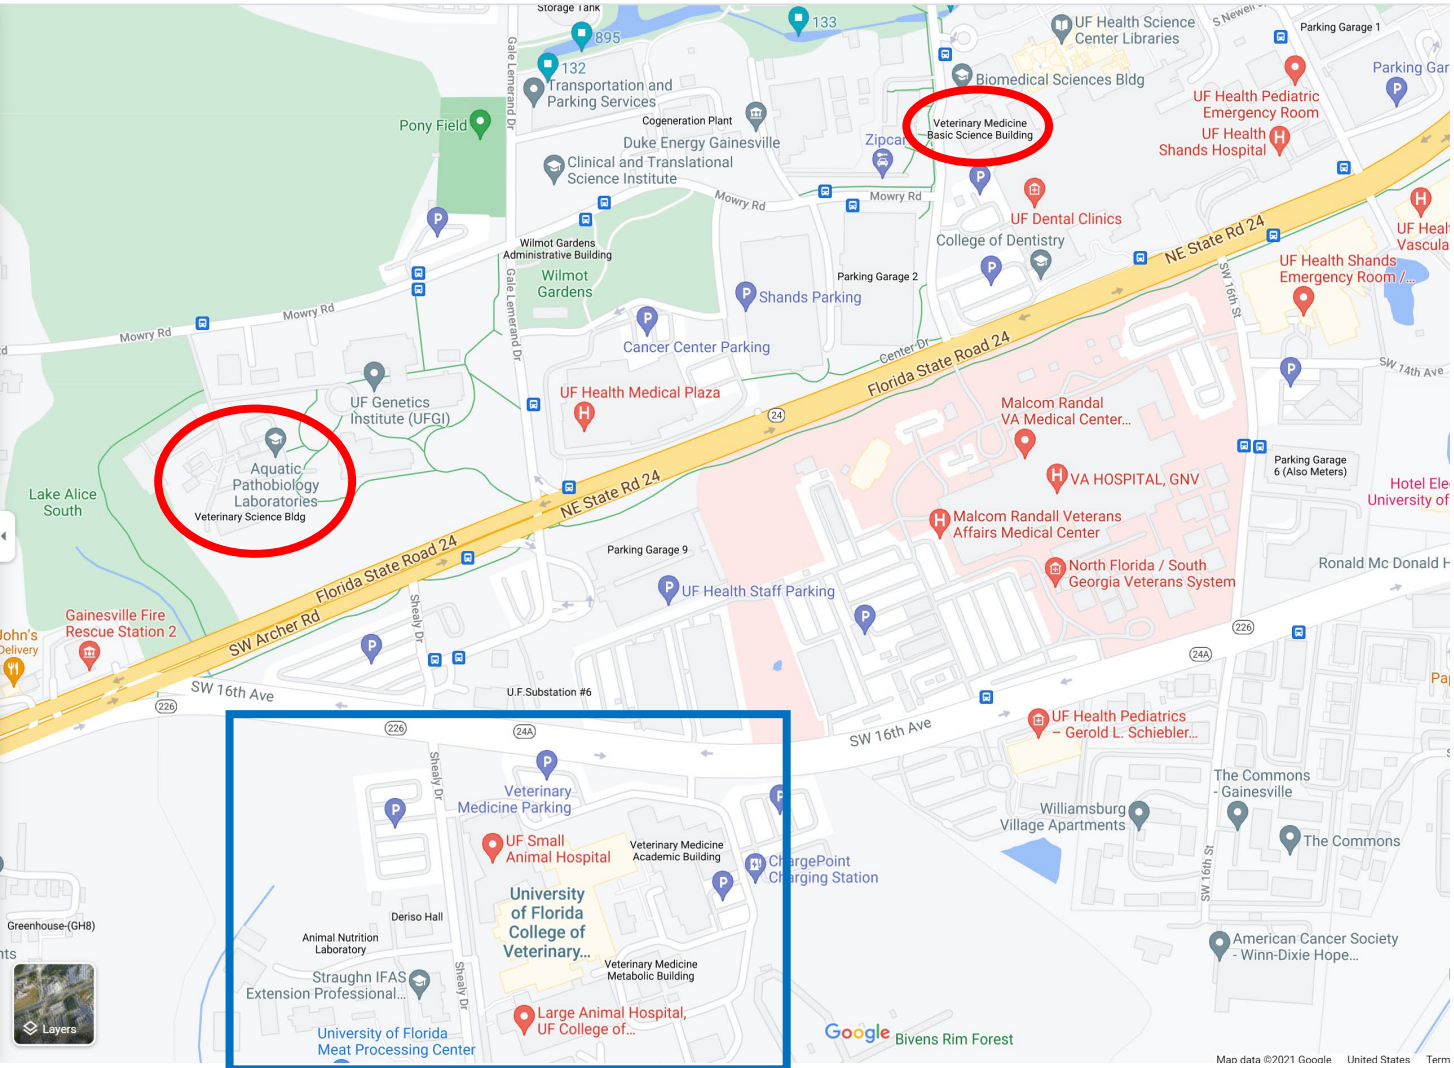 Storage Tank
895
133
132
Transportation and
Parking Services
Gale Lemerand Dr
Pony Field
Cogeneration Plant
Duke Energy Gainesville
Clinical and Translational
Science Institute
Zipcar
UF Health Science
Center Libraries
Biomedical Sciences Bldg
Veterinary Medicine
Basic Science Building
Parking Garage 1
Parking Gar
P
UF Health Pediatric
Emergency Room
UF Health
Shands Hospital
H
P
Mowry Rd
Mowry Rd
P
UF Dental Clinics
College of Dentistry
P
NE State Rd 24
H
UF Healt
Vascula
UF Health Shands
Emergency Room /...
Wilmot Gardens
Administrative Building
Wilmot
Gardens
Gale Lemerand Dr
Parking Garage 2
P
Shands Parking
P
Cancer Center Parking
SW 16th St
Mowry Rd
Mowry Rd
Center Dr
Florida State Road 24
P
SW 14th Ave
UF Genetics
Institute (UFGI)
UF Health Medical Plaza
H
24
Malcom Randal
VA Medical Center...
H
VA HOSPITAL, GNV
Parking Garage
6 (Also Meters)
Hotel Ele
University of
Aquatic
Pathobiology
Laboratories
Veterinary Science Bldg
Lake Alice
South
NE State Rd 24
H
Malcom Randall Veterans
Affairs Medical Center
North Florida / South
Georgia Veterans System
Ronald Mc Donald H
Parking Garage 9
P
UF Health Staff Parking
P
Florida State Road 24
SW Archer Rd
Shealy Dr
P
Gainesville Fire
Rescue Station 2
John's
Delivery
226
24A
SW 16th Ave
226
U.F.Substation #6
226
24A
SW 16th Ave
UF Health Pediatrics
– Gerold L. Schiebler...
Pap
Shealy Dr
P
Veterinary
Medicine Parking
P
P
UF Small
Animal Hospital
Veterinary Medicine
Academic Building
ChargePoint
Charging Station
P
Williamsburg
Village Apartments
The Commons
- Gainesville
The Commons
SW 16th St
University
of Florida
College of
Veterinary...
Deriso Hall
Animal Nutrition
Laboratory
Greenhouse-(GH8)
nts
Straughn IFAS
Extension Professional...
Shealy Dr
Veterinary Medicine
Metabolic Building
Large Animal Hospital,
UF College of...
University of Florida
Meat Processing Center
American Cancer Society
- Winn-Dixie Hope...
Layers
Google
Bivens Rim Forest
Map data ©2021 Google United States Term